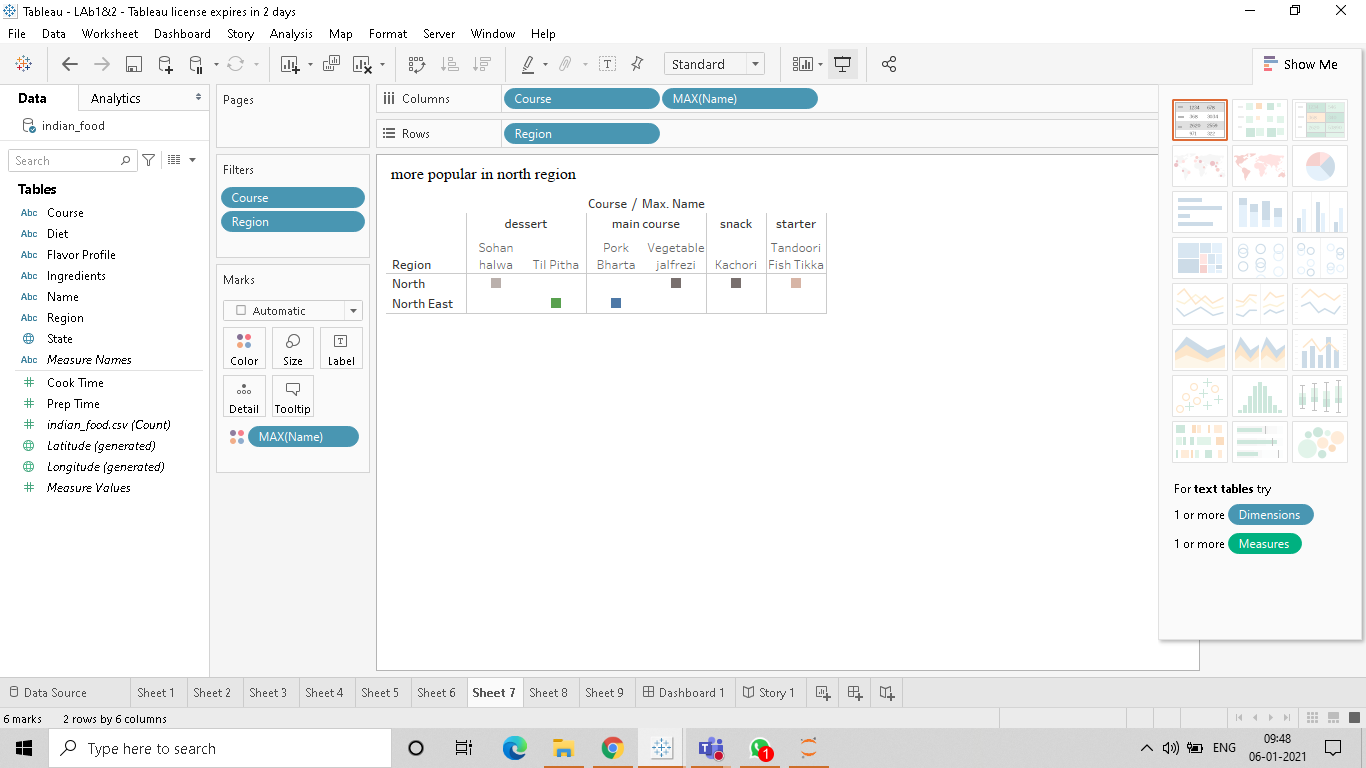 Tableau - LAb1&2 - Tableau license expires in 2 days
File Data Worksheet Dashboard Story Analysis Map Format Server Window Help
Standard
Show Me
Data Analytics
indian_food
Search
Tables
Abc Course
Abc Diet
Abc Flavor Profile
Abc Ingredients
Abc Name
Abc Region
State
Abc Measure Names
Cook Time
Prep Time
indian_food.csv (Count)
Latitude (generated)
Longitude (generated)
Measure Values
Pages
Filters
Course
Region
Marks
Automatic
Color Size Label
Detail Tooltip
MAX(Name)
Columns Course MAX(Name)
Rows Region
more popular in north region
Course / Max. Name
dessert main course snack starter
Sohan Pork Vegetable Tandoori
Region halwa Til Pitha Bharta jalfrezi Kachori Fish Tikka
North
North East
For text tables try
1 or more Dimensions
1 or more Measures
Data Source Sheet 1 Sheet 2 Sheet 3 Sheet 4 Sheet 5 Sheet 6 Sheet 7 Sheet 8 Sheet 9 Dashboard 1 Story 1
6 marks 2 rows by 6 columns
Type here to search
1
ENG
09:48
06-01-2021